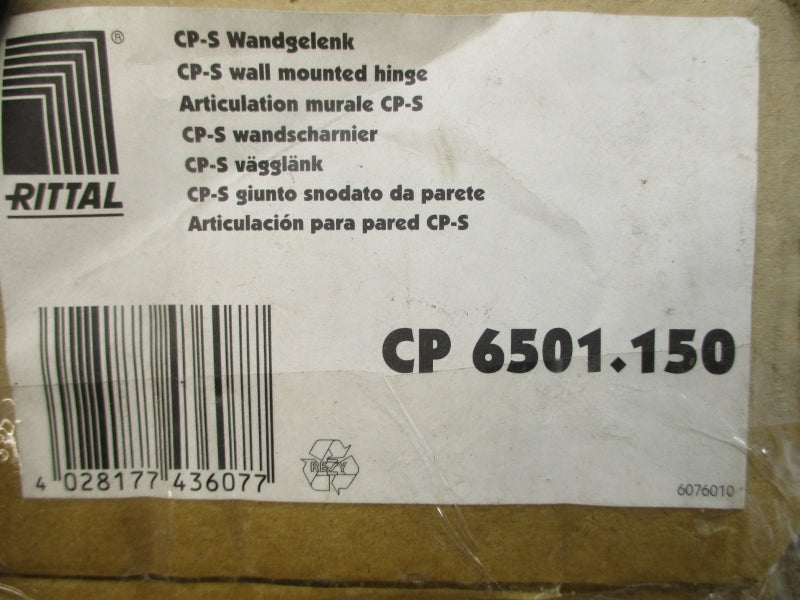 ®
RITTAL
CP-S Wandgelenk
CP-S wall mounted hinge
Articulation murale CP-S
CP-S wandscharnier
CP-S vägglänk
CP-S giunto snodato da parete
Articulación para pared CP-S
CP 6501.150
4 028177 436077
REZY
6076010